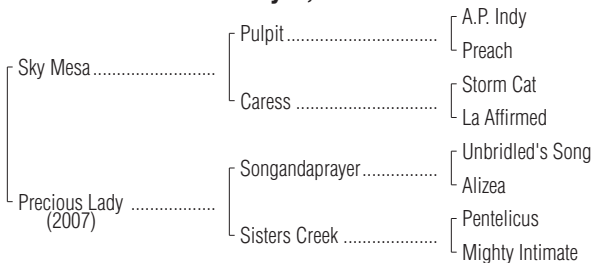 A.P. Indy
Pulpit
Preach
Sky Mesa
Storm Cat
Caress
La Affirmed
Unbridled's Song
Songandaprayer
Alizea
Precious Lady
(2007)
Pentelicus
Sisters Creek
Mighty Intimate